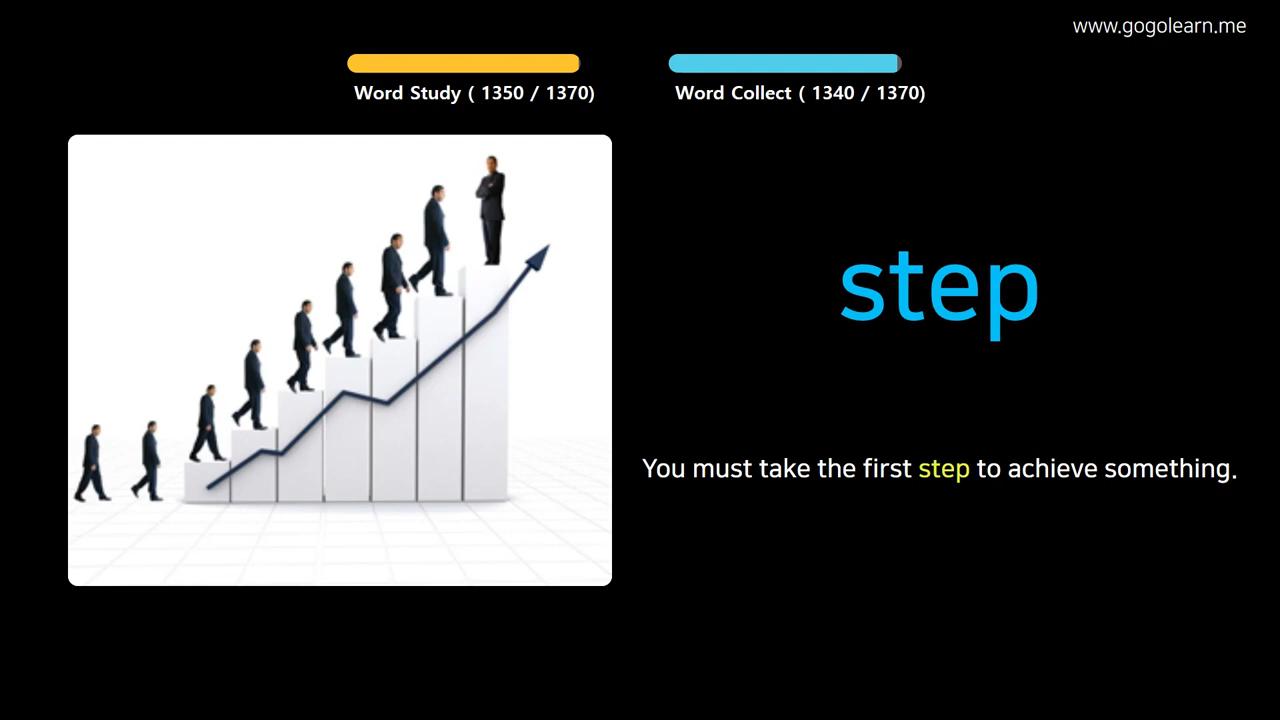 www.gogolearn.me
Word Study ( 1350 / 1370)
Word Collect ( 1340 / 1370)
step
You must take the first step to achieve something.